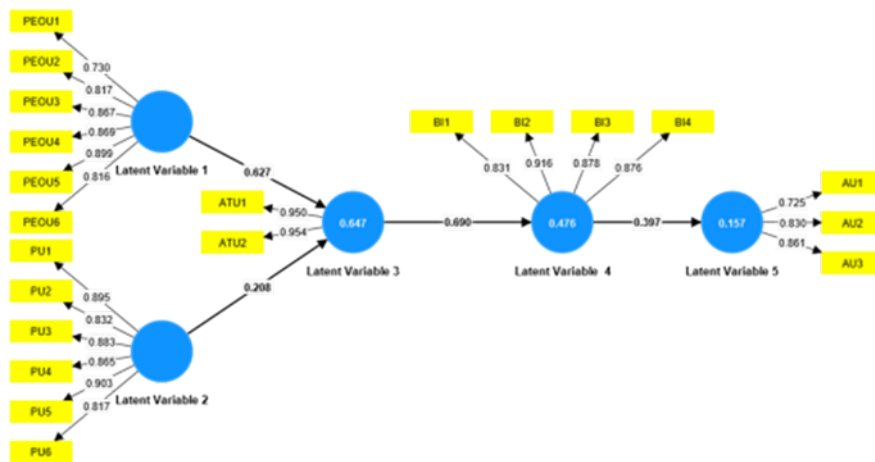 PEOU1
PEOU2
PEOU3
PEOU4
PEOU5
PEOU6
0.730
0.817
0.867
0.869
0.899
0.816
Latent Variable 1
0.627
PU1
PU2
PU3
PU4
PU5
PU6
0.895
0.832
0.883
0.865
0.903
0.817
Latent Variable 2
0.208
ATU1
ATU2
0.950
0.954
0.647
Latent Variable 3
0.690
BI1
BI2
BI3
BI4
0.831
0.916
0.878
0.876
0.476
Latent Variable 4
0.397
0.157
Latent Variable 5
0.725
0.830
0.861
AU1
AU2
AU3